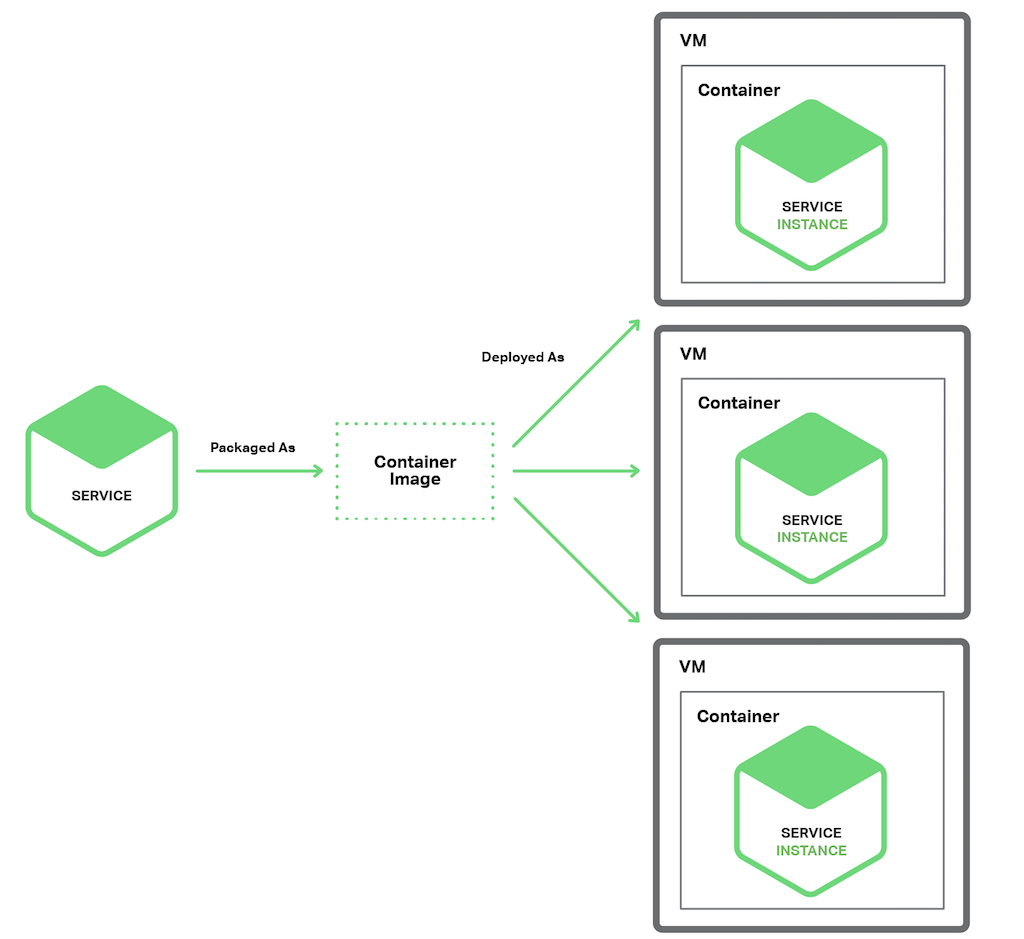 SERVICE
Packaged As
Container
Image
Deployed As
VM
Container
SERVICE
INSTANCE
VM
Container
SERVICE
INSTANCE
VM
Container
SERVICE
INSTANCE